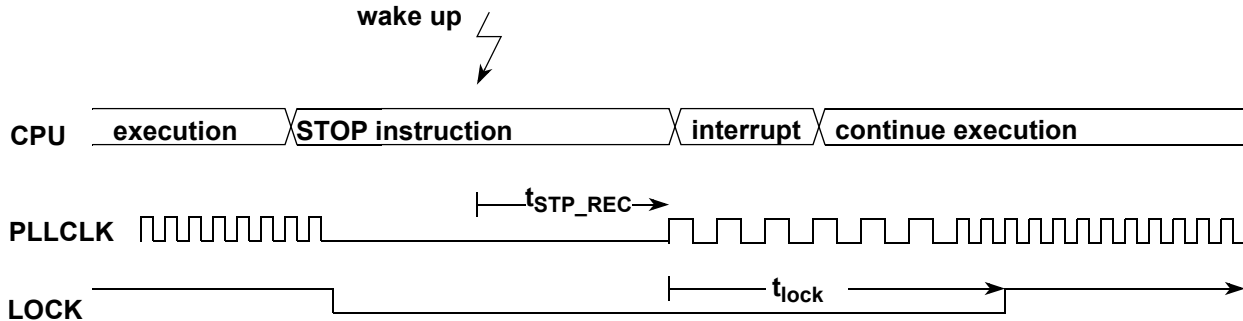 wake up
CPU execution STOP instruction interrupt continue execution
tSTP_REC
PLLCLK
tlock
LOCK